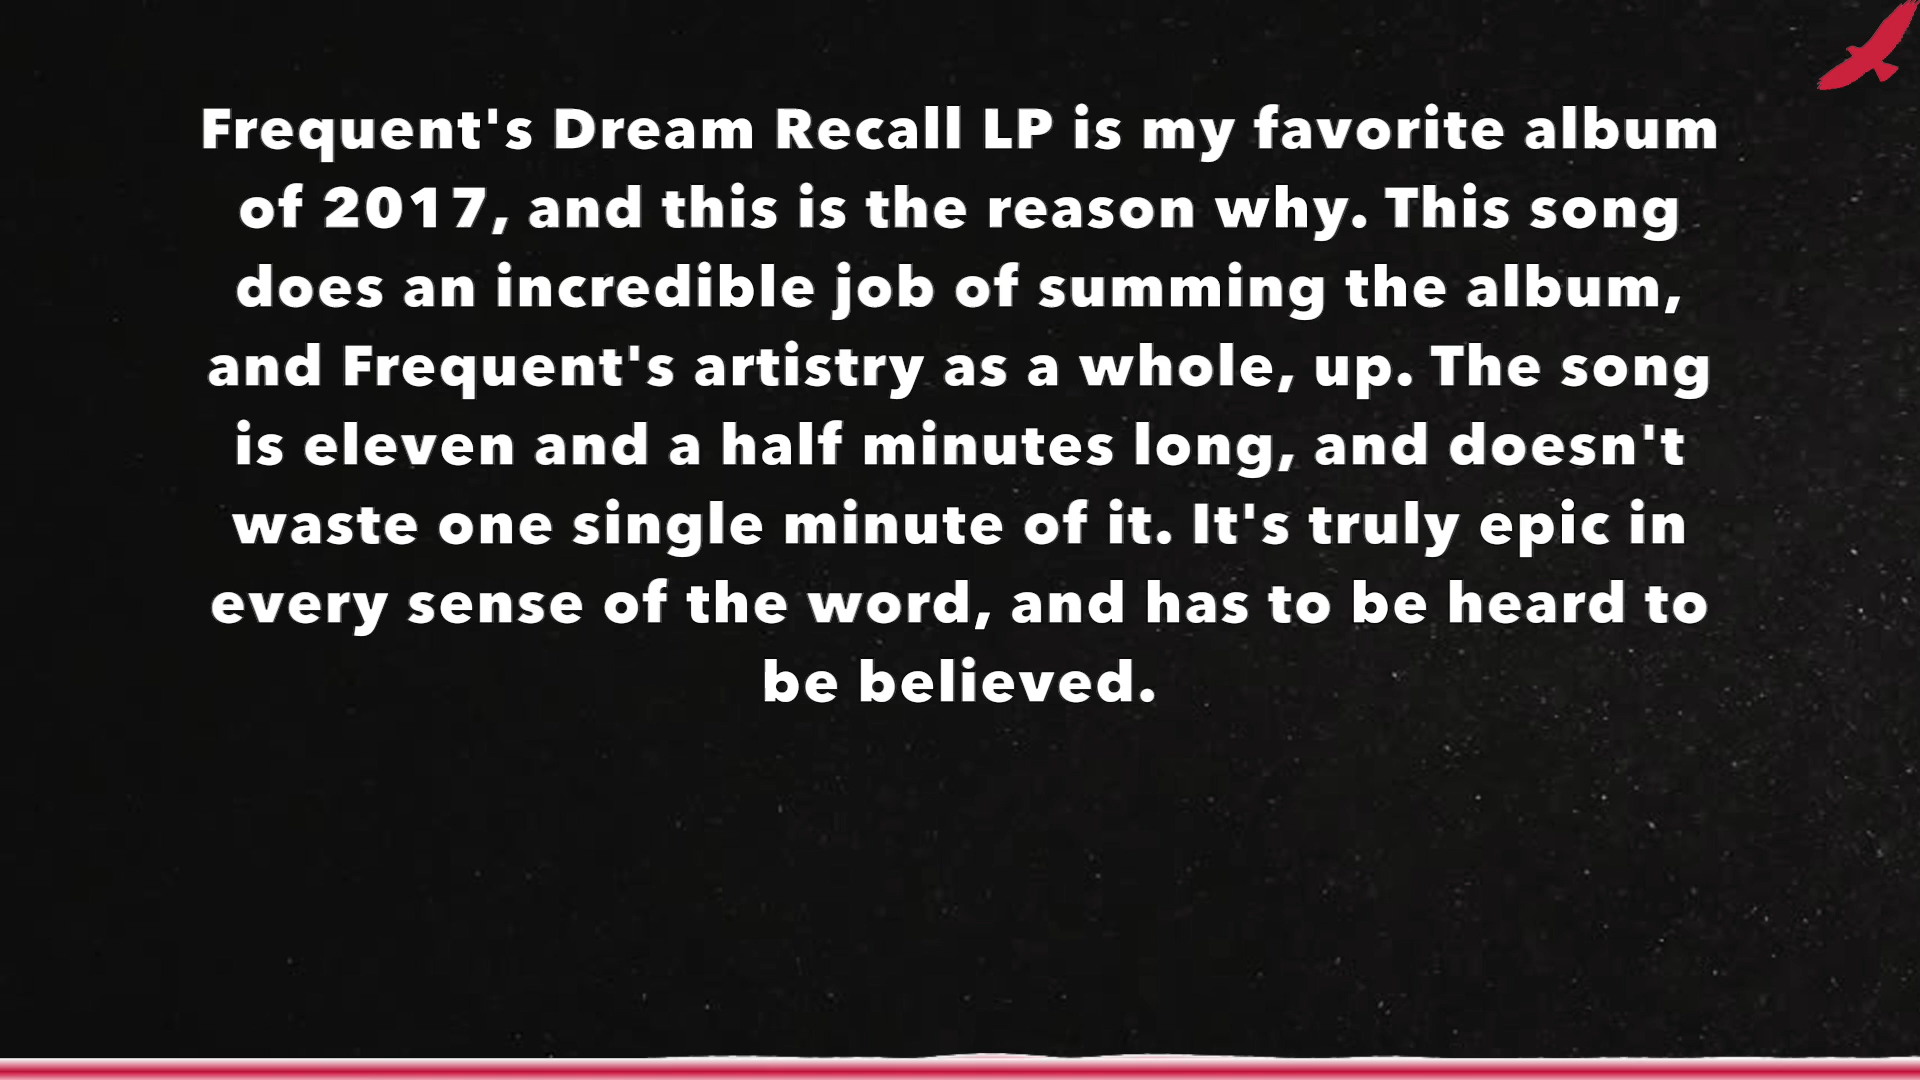 Frequent's Dream Recall LP is my favorite album
of 2017, and this is the reason why. This song
does an incredible job of summing the album,
and Frequent's artistry as a whole, up. The song
is eleven and a half minutes long, and doesn't
waste one single minute of it. It's truly epic in
every sense of the word, and has to be heard to
be believed.